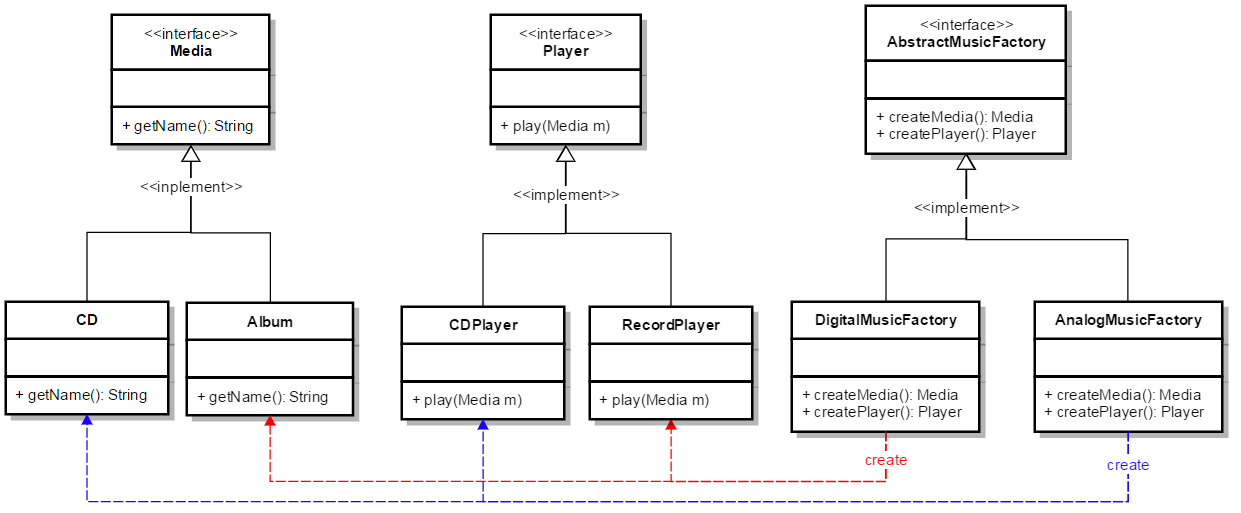 <<interface>>
Media
+ getName(): String
<<interface>>
Player
+ play(Media m)
<<interface>>
AbstractMusicFactory
+ createMedia(): Media
+ createPlayer(): Player
<<inplement>>
<<implement>>
<<implement>>
CD
+ getName(): String
Album
+ getName(): String
CDPlayer
+ play(Media m)
RecordPlayer
+ play(Media m)
DigitalMusicFactory
+ createMedia(): Media
+ createPlayer(): Player
AnalogMusicFactory
+ createMedia(): Media
+ createPlayer(): Player
create
create